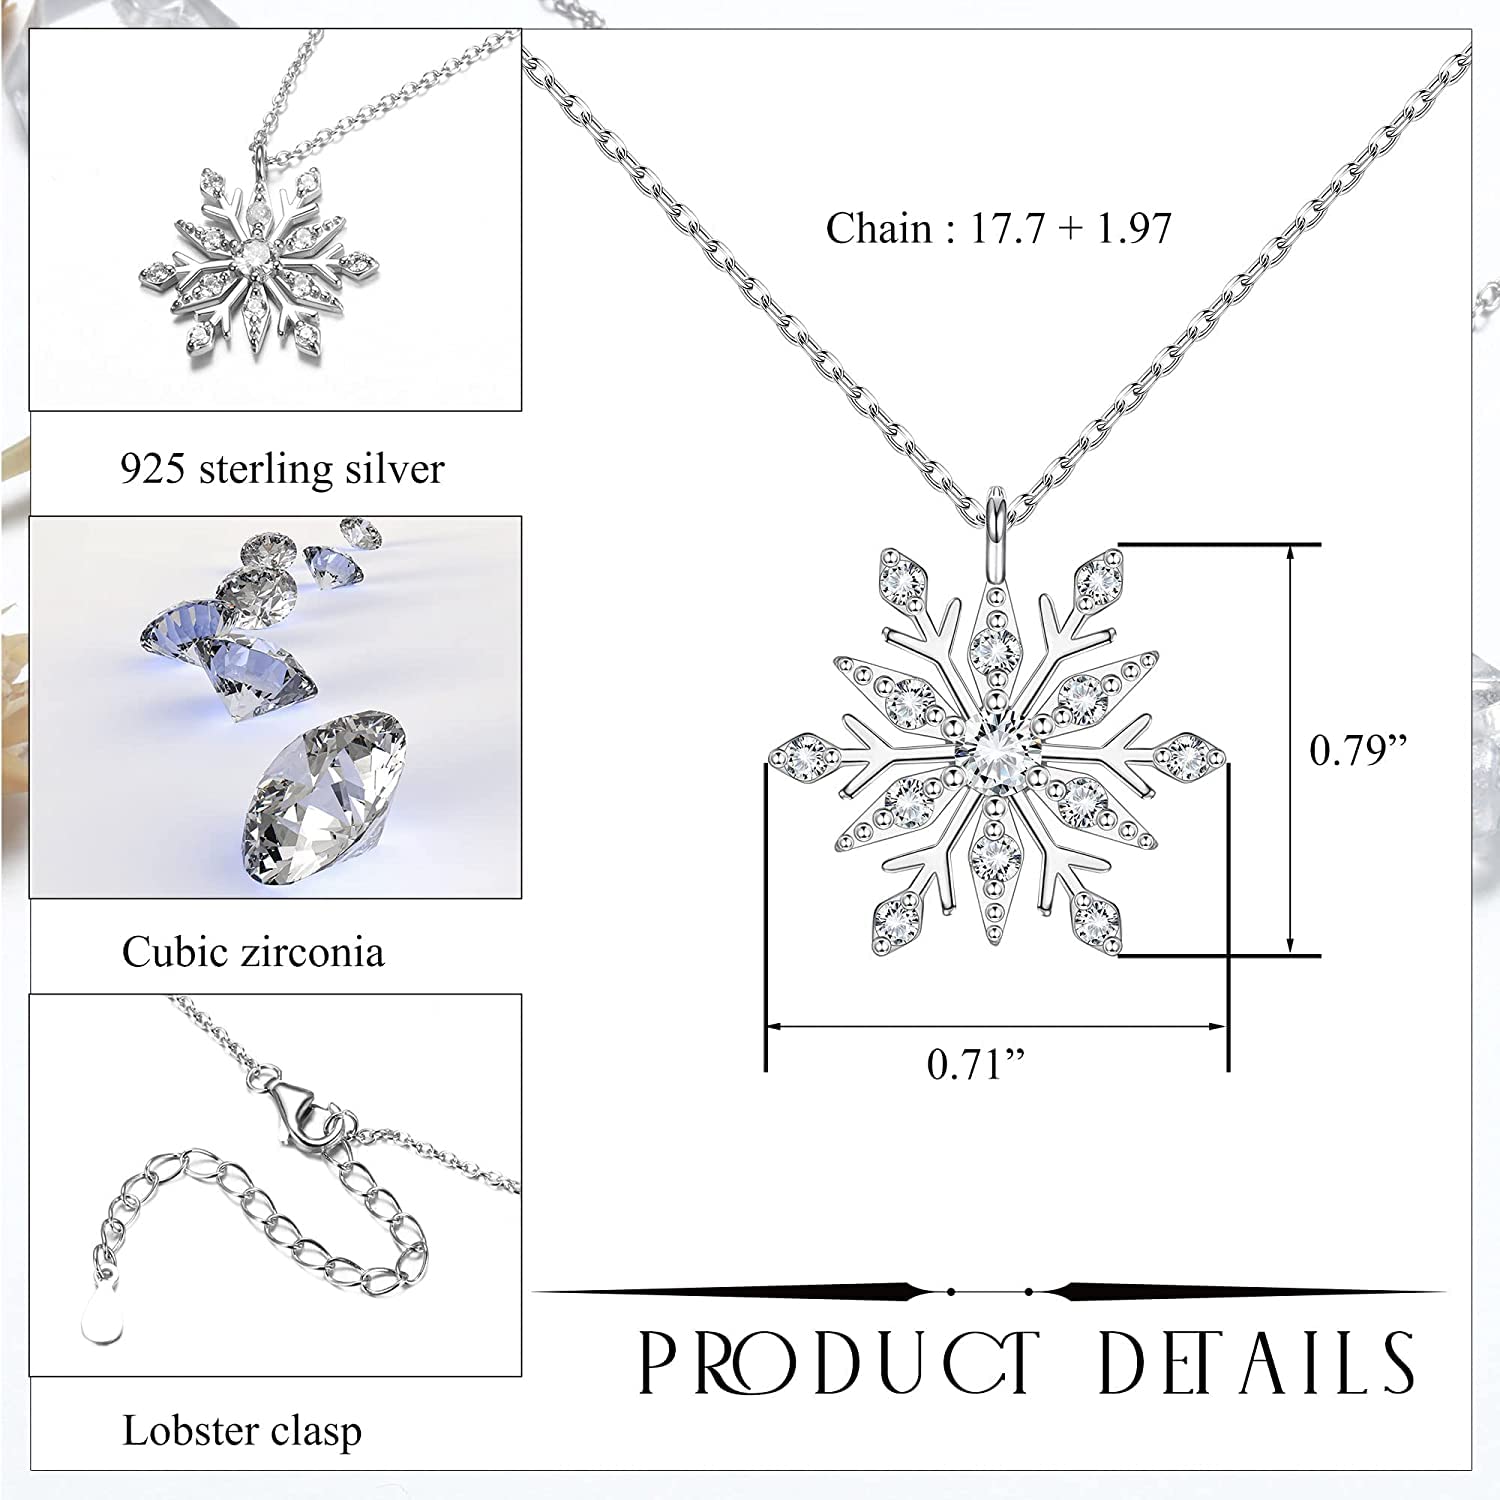 Chain : 17.7 + 1.97
925 sterling silver
0.79”
Cubic zirconia
0.71”
PRODUCT DETAILS
Lobster clasp